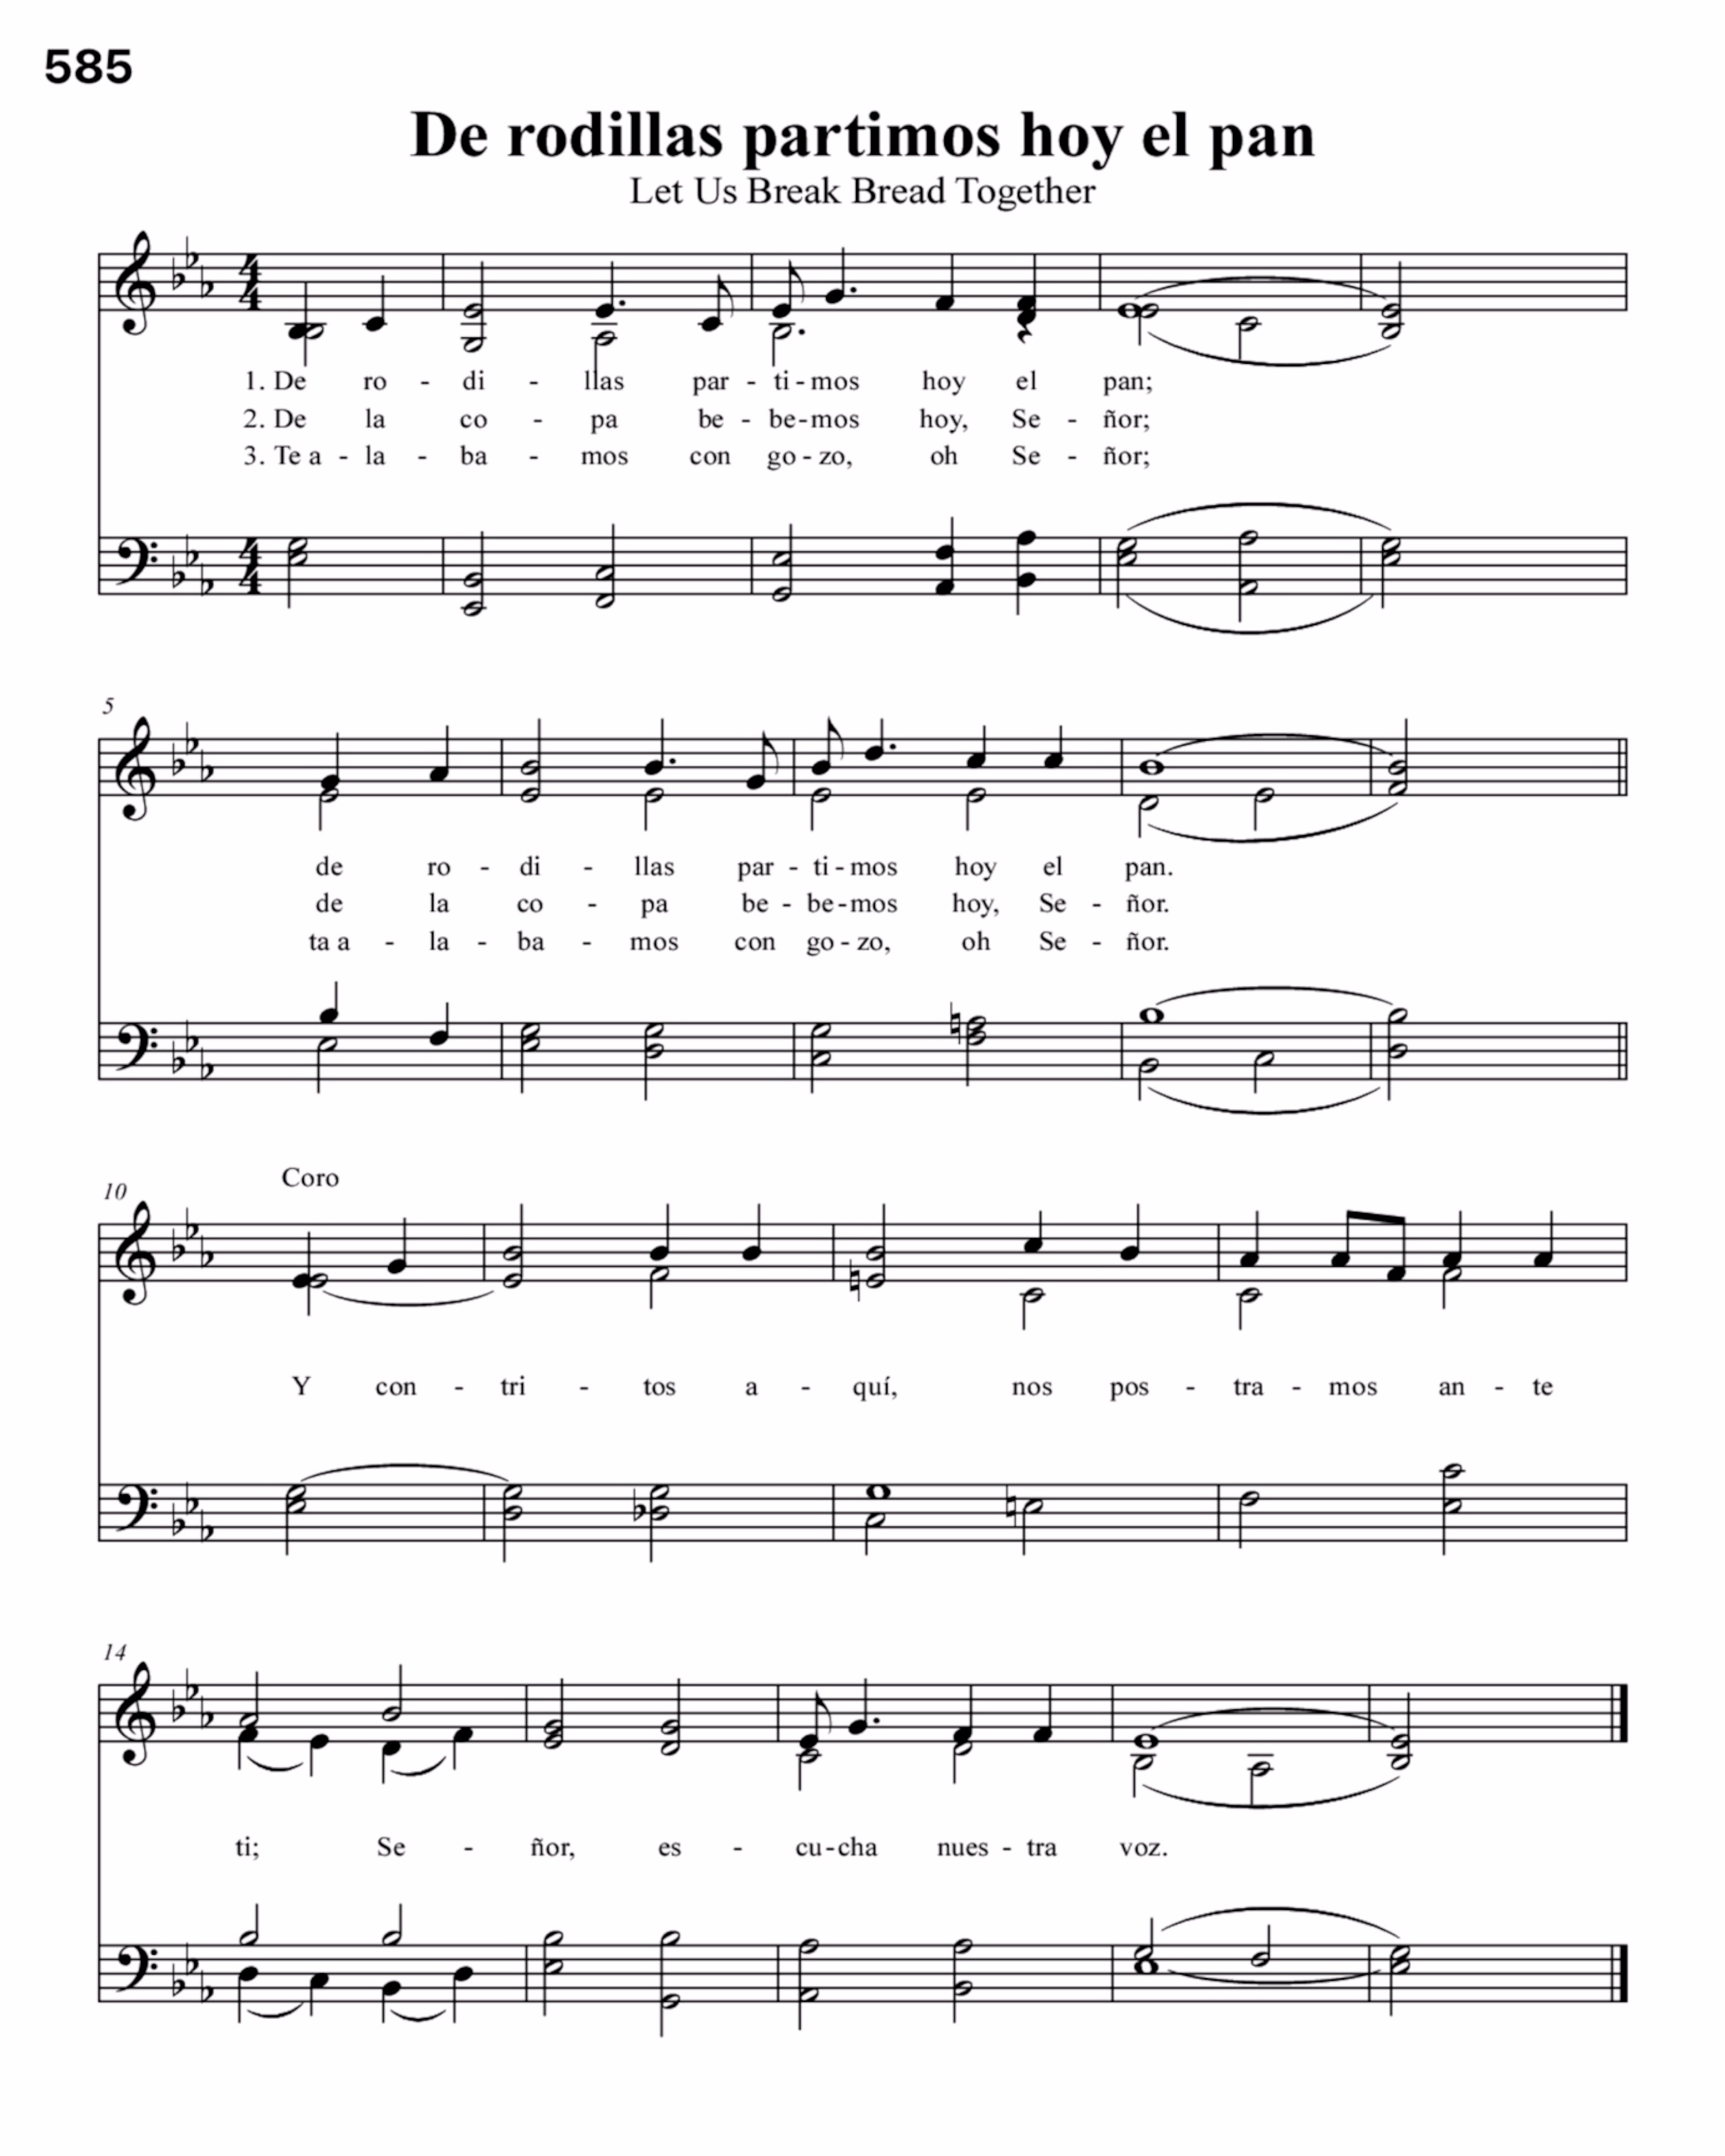 585
De rodillas partimos hoy el pan
Let Us Break Bread Together
1. De ro - di - llas par - ti - mos hoy el pan;
2. De la co - pa be - be - mos hoy, Se - ñor;
3. Te a - la - ba - mos con go - zo, oh Se - ñor;
5
de ro - di - llas par - ti - mos hoy el pan.
de la co - pa be - be - mos hoy, Se - ñor.
ta a - la - ba - mos con go - zo, oh Se - ñor.
Coro
10
Y con - tri - tos a - quí, nos pos - tra - mos an - te
14
ti; Se - ñor, es - cu - cha nues - tra voz.